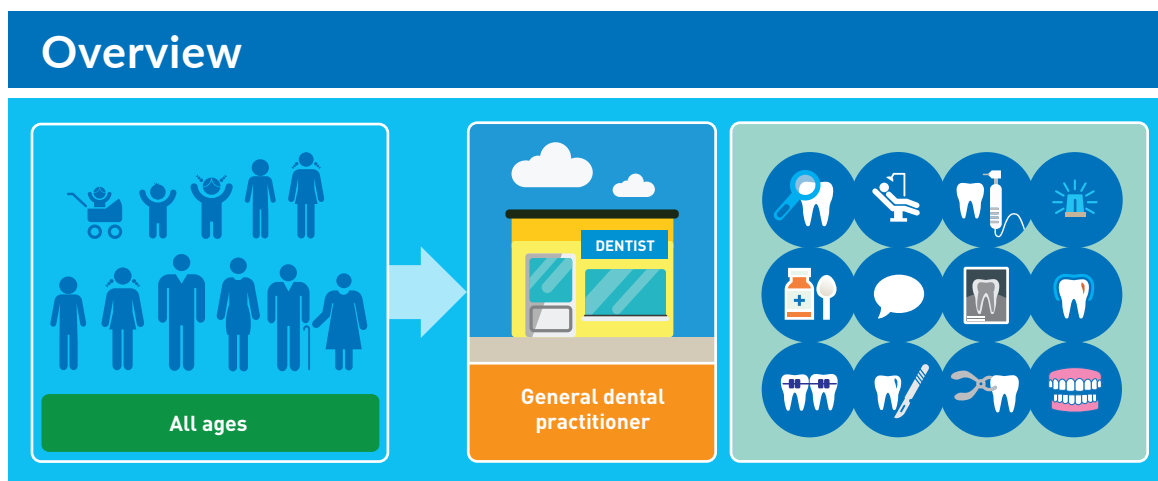 Overview
DENTIST
All ages
General dental
practitioner